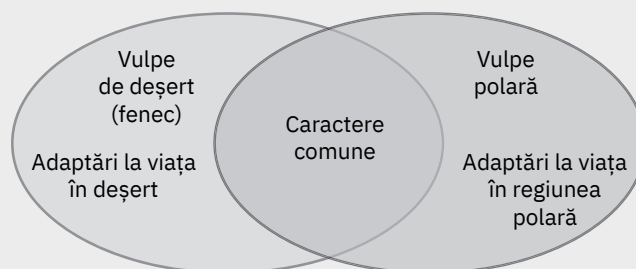 Vulpe
de deșert
(fenec)
Adaptări la viața
în deșert
Caractere
comune
Vulpe
polară
Adaptări la viața
în regiunea
polară